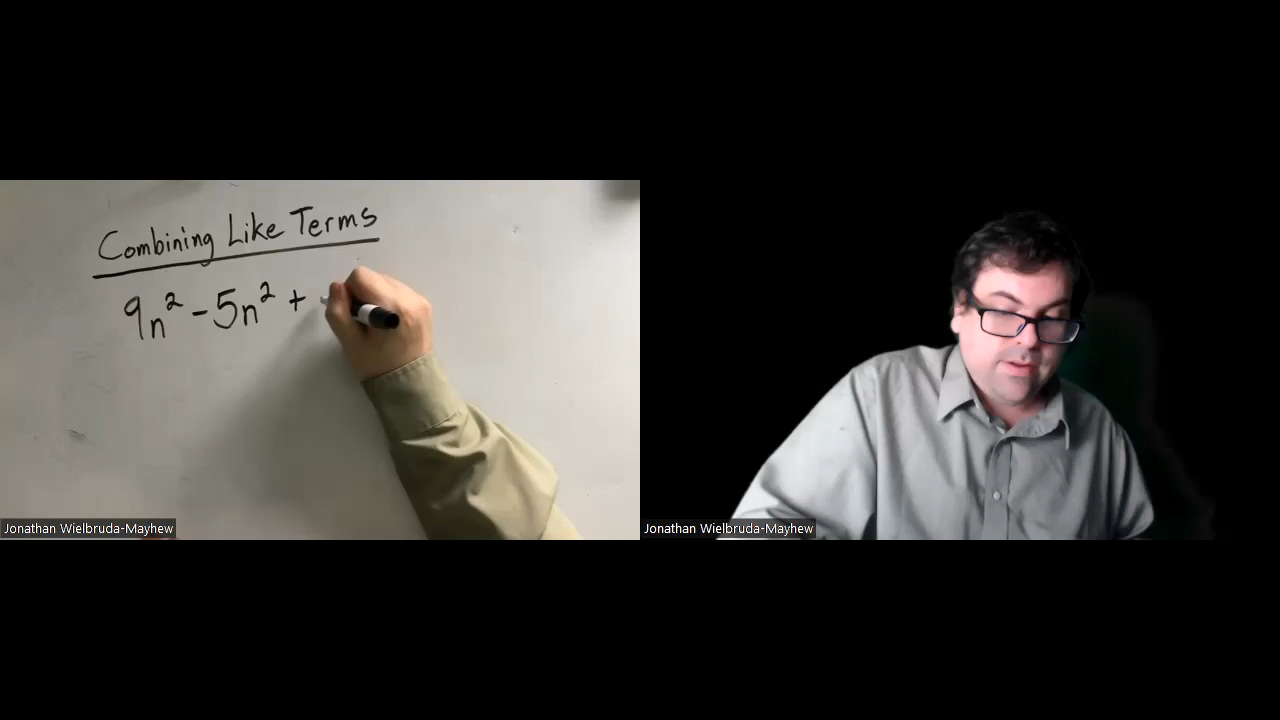 Combining Like Terms
9n² - 5n² +
Jonathan Wielbruda-Mayhew
Jonathan Wielbruda-Mayhew